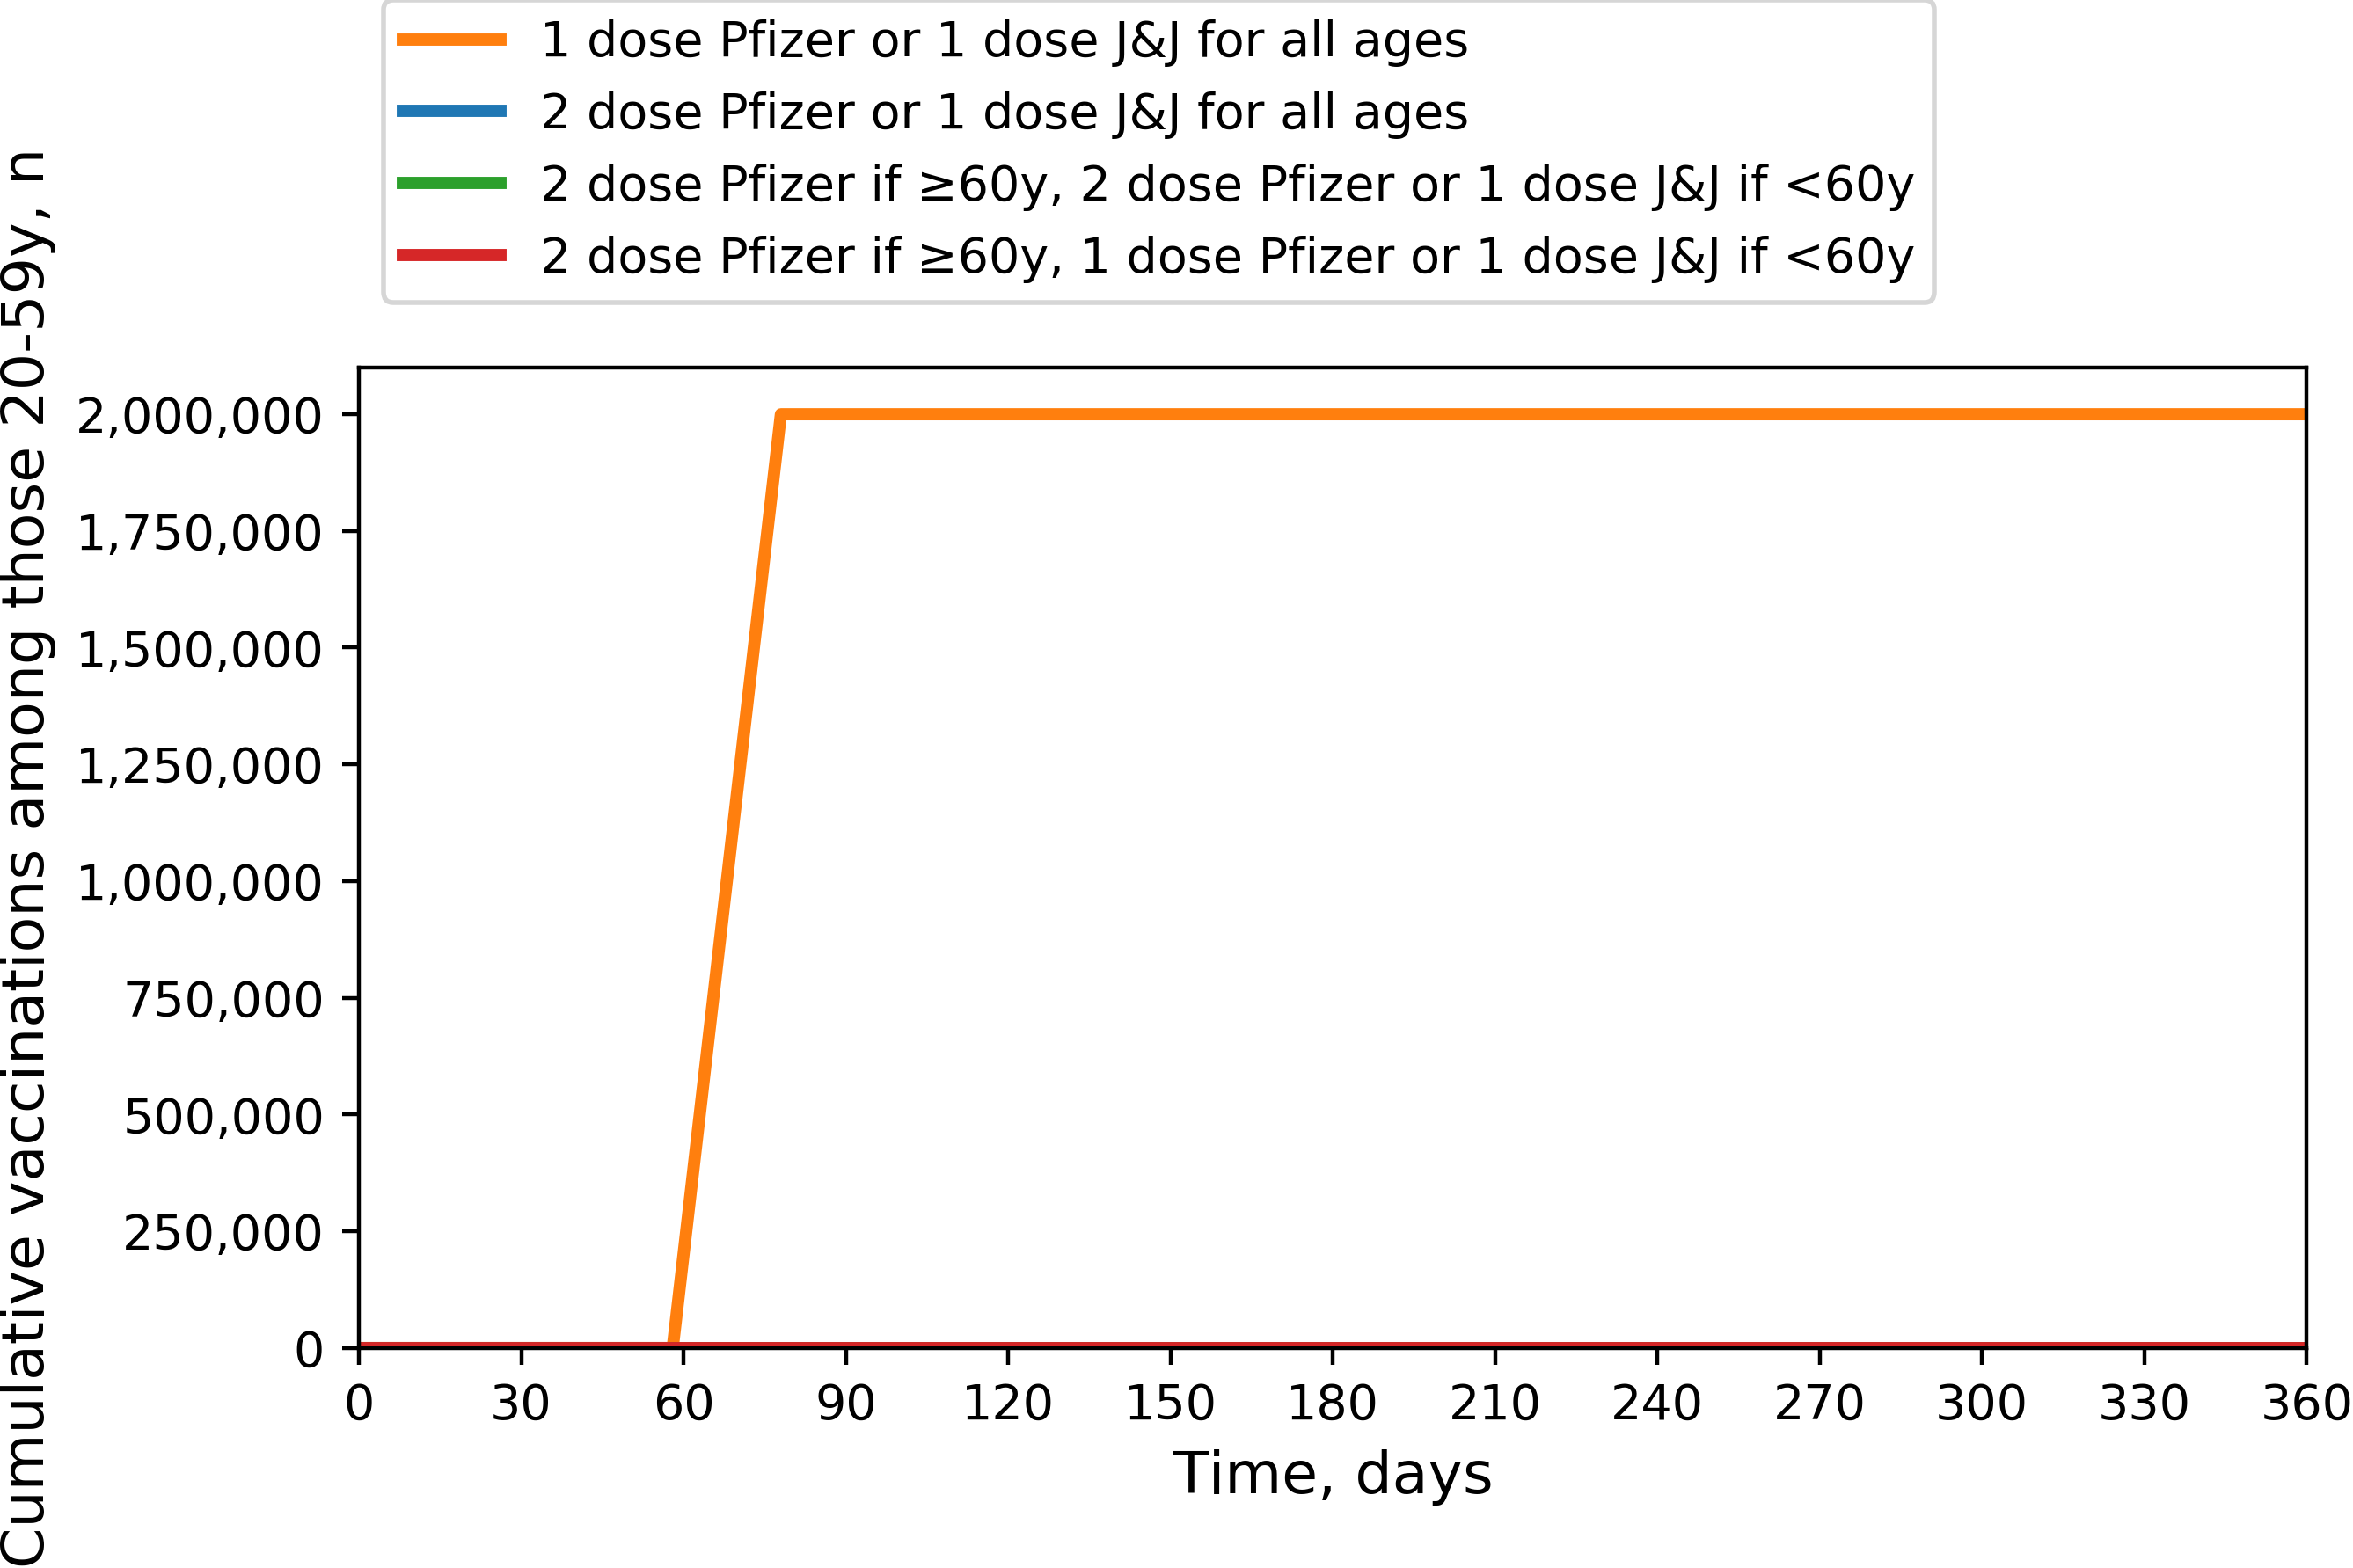 1 dose Pfizer or 1 dose J&J for all ages
2 dose Pfizer or 1 dose J&J for all ages
2 dose Pfizer if ≥60y, 2 dose Pfizer or 1 dose J&J if <60y
2 dose Pfizer if ≥60y, 1 dose Pfizer or 1 dose J&J if <60y
Cumulative vaccinations among those 20-59y, n
2,000,000
1,750,000
1,500,000
1,250,000
1,000,000
750,000
500,000
250,000
0
0 30 60 90 120 150 180 210 240 270 300 330 360
Time, days